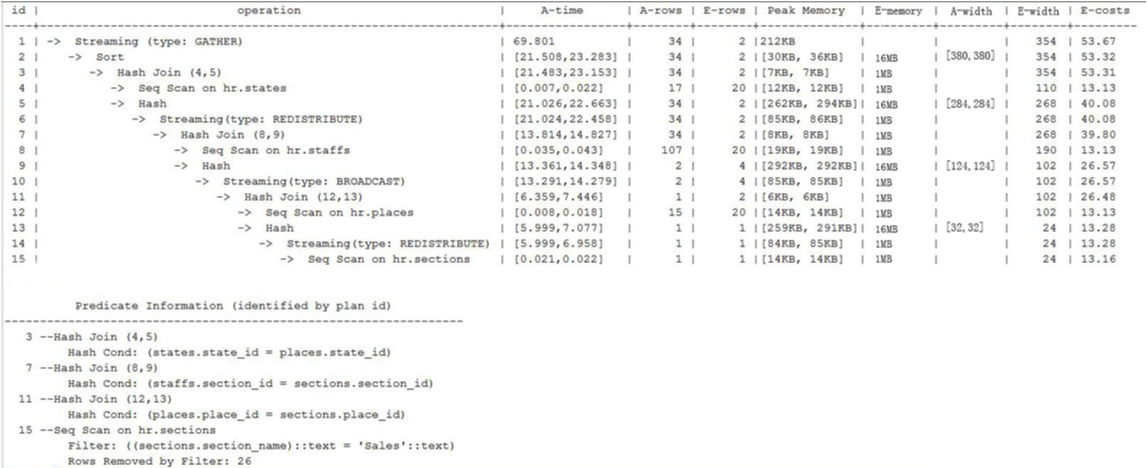 id | operation | A-time | A-rows | E-rows | Peak Memory | E-memory | A-width | E-width | E-costs
1 | -> Streaming (type: GATHER) | 69.801 | 34 | 2 | 212KB | | | 354 | 53.67
2 | -> Sort | [21.508,23.283] | 34 | 2 | [30KB, 36KB] | 16MB | [380,380] | 354 | 53.32
3 | -> Hash Join (4,5) | [21.483,23.153] | 34 | 2 | [7KB, 7KB] | 1MB | | 354 | 53.31
4 | -> Seq Scan on hr.states | [0.007,0.022] | 17 | 20 | [12KB, 12KB] | 1MB | | 110 | 13.13
5 | -> Hash | [21.026,22.663] | 34 | 2 | [262KB, 294KB] | 16MB | [284,284] | 268 | 40.08
6 | -> Streaming(type: REDISTRIBUTE) | [21.024,22.458] | 34 | 2 | [85KB, 86KB] | 1MB | | 268 | 40.08
7 | -> Hash Join (8,9) | [13.814,14.827] | 34 | 2 | [8KB, 8KB] | 1MB | | 268 | 39.80
8 | -> Seq Scan on hr.staffs | [0.035,0.043] | 107 | 20 | [19KB, 19KB] | 1MB | | 190 | 13.13
9 | -> Hash | [13.361,14.348] | 2 | 4 | [292KB, 292KB] | 16MB | [124,124] | 102 | 26.57
10 | -> Streaming(type: BROADCAST) | [13.291,14.279] | 2 | 4 | [85KB, 85KB] | 1MB | | 102 | 26.57
11 | -> Hash Join (12,13) | [6.359,7.446] | 1 | 2 | [6KB, 6KB] | 1MB | | 102 | 26.48
12 | -> Seq Scan on hr.places | [0.008,0.018] | 15 | 20 | [14KB, 14KB] | 1MB | | 102 | 13.13
13 | -> Hash | [5.999,7.077] | 1 | 1 | [259KB, 291KB] | 16MB | [32,32] | 24 | 13.28
14 | -> Streaming(type: REDISTRIBUTE) | [5.999,6.958] | 1 | 1 | [84KB, 85KB] | 1MB | | 24 | 13.28
15 | -> Seq Scan on hr.sections | [0.021,0.022] | 1 | 1 | [14KB, 14KB] | 1MB | | 24 | 13.16
Predicate Information (identified by plan id)
3 --Hash Join (4,5)
Hash Cond: (states.state_id = places.state_id)
7 --Hash Join (8,9)
Hash Cond: (staffs.section_id = sections.section_id)
11 --Hash Join (12,13)
Hash Cond: (places.place_id = sections.place_id)
15 --Seq Scan on hr.sections
Filter: ((sections.section_name)::text = 'Sales'::text)
Rows Removed by Filter: 26